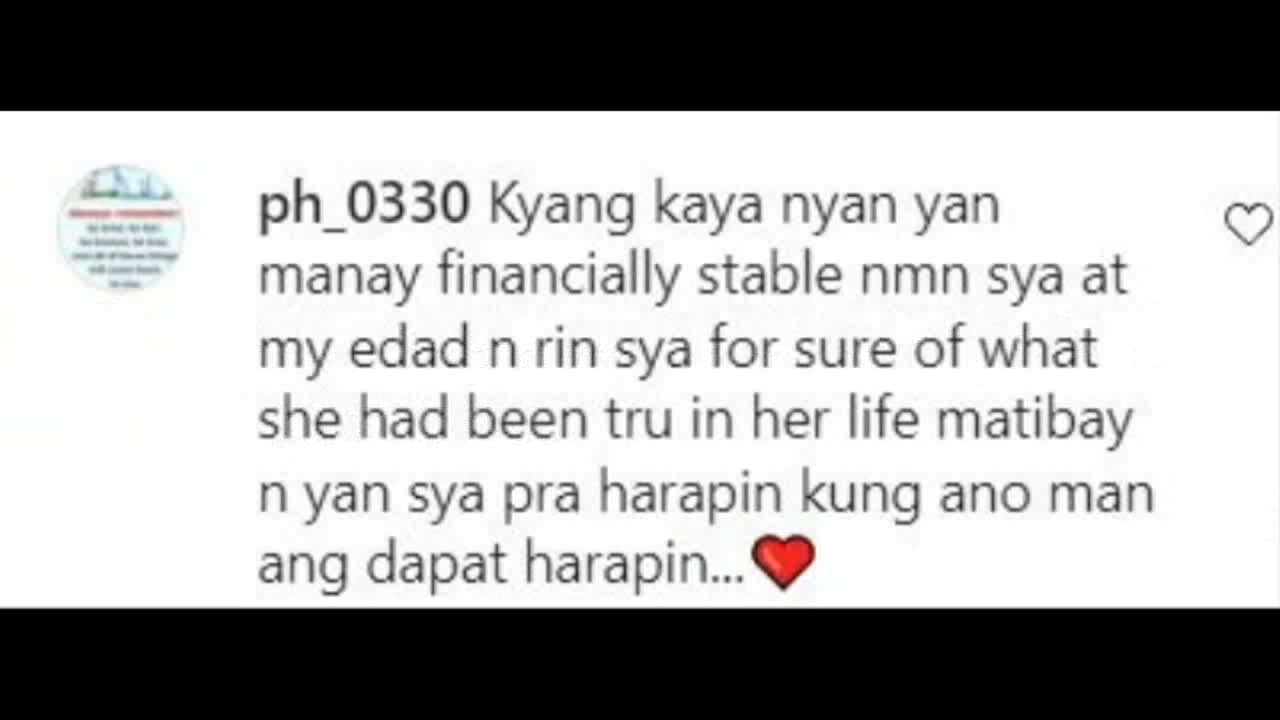 ph_0330 Kyang kaya nyan yan
manay financially stable nmn sya at
my edad n rin sya for sure of what
she had been tru in her life matibay
n yan sya pra harapin kung ano man
ang dapat harapin...❤️